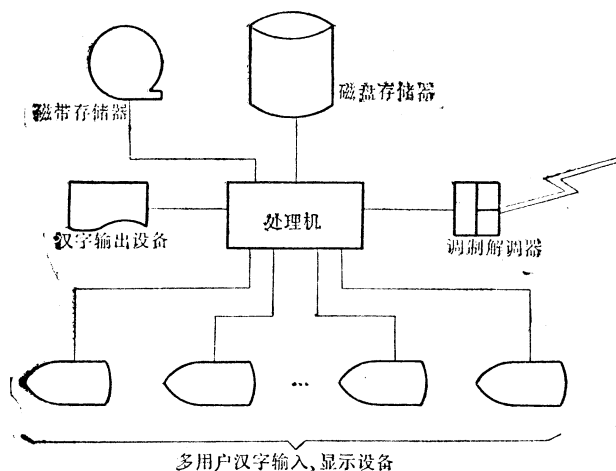 磁带存储器
磁盘存储器
处理机
汉字输出设备
调制解调器
...
多用户汉字输入、显示设备